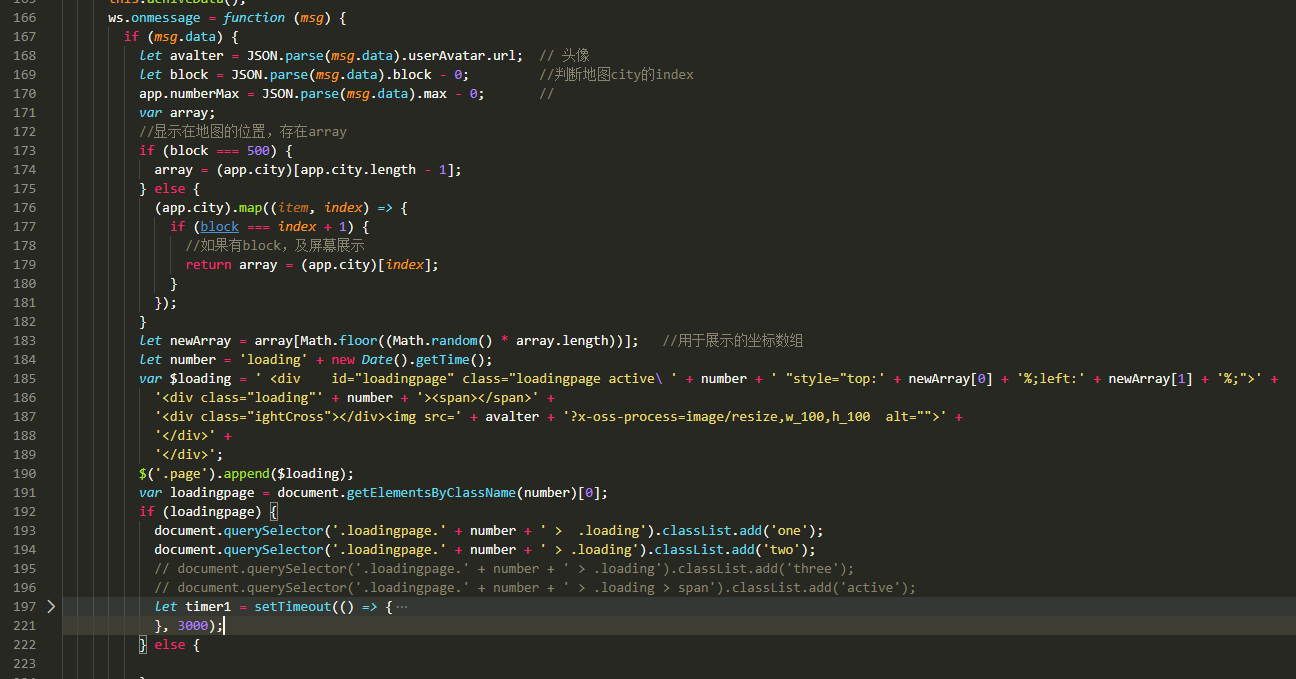 166 ws.onmessage = function (msg) {
167 if (msg.data) {
168 let avalter = JSON.parse(msg.data).userAvatar.url;  // 头像
169 let block = JSON.parse(msg.data).block - 0;         //判断地图city的index
170 app.numberMax = JSON.parse(msg.data).max - 0;       //
171 var array;
172 //显示在地图的位置，存在array
173 if (block === 500) {
174 array = (app.city)[app.city.length - 1];
175 } else {
176 (app.city).map((item, index) => {
177 if (block === index + 1) {
178 //如果有block，及屏幕展示
179 return array = (app.city)[index];
180 }
181 });
182 }
183 let newArray = array[Math.floor((Math.random() * array.length))];   //用于展示的坐标数组
184 let number = 'loading' + new Date().getTime();
185 var $loading = ' <div    id="loadingpage" class="loadingpage active\ ' + number + ' "style="top:' + newArray[0] + '%;left:' + newArray[1] + '%;">' +
186 '<div class="loading"' + number + '><span></span>' +
187 '<div class="ightCross"></div><img src=' + avalter + '?x-oss-process=image/resize,w_100,h_100  alt="">' +
188 '</div>' +
189 '</div>';
190 $('.page').append($loading);
191 var loadingpage = document.getElementsByClassName(number)[0];
192 if (loadingpage) {
193 document.querySelector('.loadingpage.' + number + ' >  .loading').classList.add('one');
194 document.querySelector('.loadingpage.' + number + ' > .loading').classList.add('two');
195 // document.querySelector('.loadingpage.' + number + ' > .loading').classList.add('three');
196 // document.querySelector('.loadingpage.' + number + ' > .loading > span').classList.add('active');
197 let timer1 = setTimeout(() => { ···
221 }, 3000);
222 } else {
223